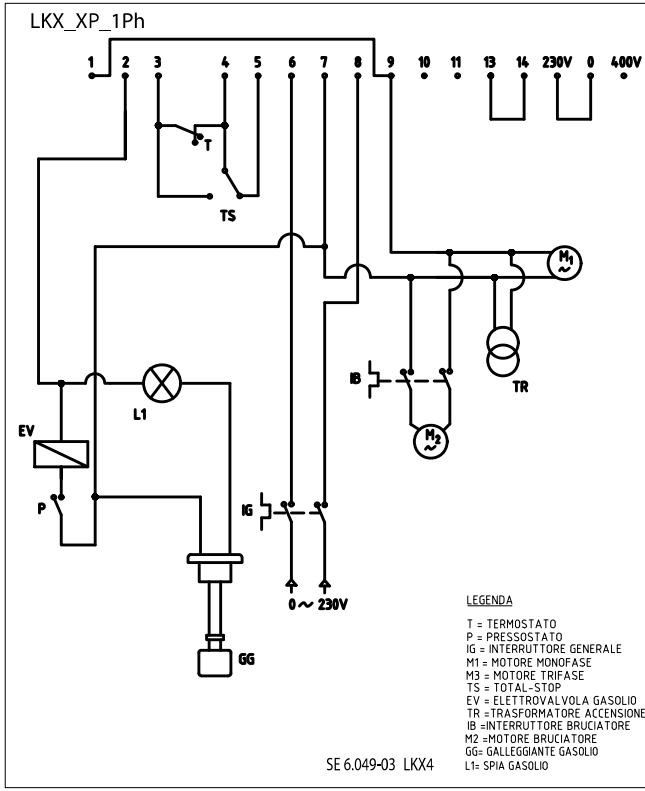 LKX_XP_1Ph
1 2 3 4 5 6 7 8 9 10 11 13 14 230V 0 400V
T
TS
M1
~
TR
IB
L1
M2
~
EV
P
IG
0 ~ 230V
GG
LEGENDA
T = TERMOSTATO
P = PRESSOSTATO
IG = INTERRUTTORE GENERALE
M1 = MOTORE MONOFASE
M3 = MOTORE TRIFASE
TS = TOTAL-STOP
EV = ELETTROVALVOLA GASOLIO
TR =TRASFORMATORE ACCENSIONE
IB =INTERRUTTORE BRUCIATORE
M2 =MOTORE BRUCIATORE
GG= GALLEGGIANTE GASOLIO
L1= SPIA GASOLIO
SE 6.049-03 LKX4